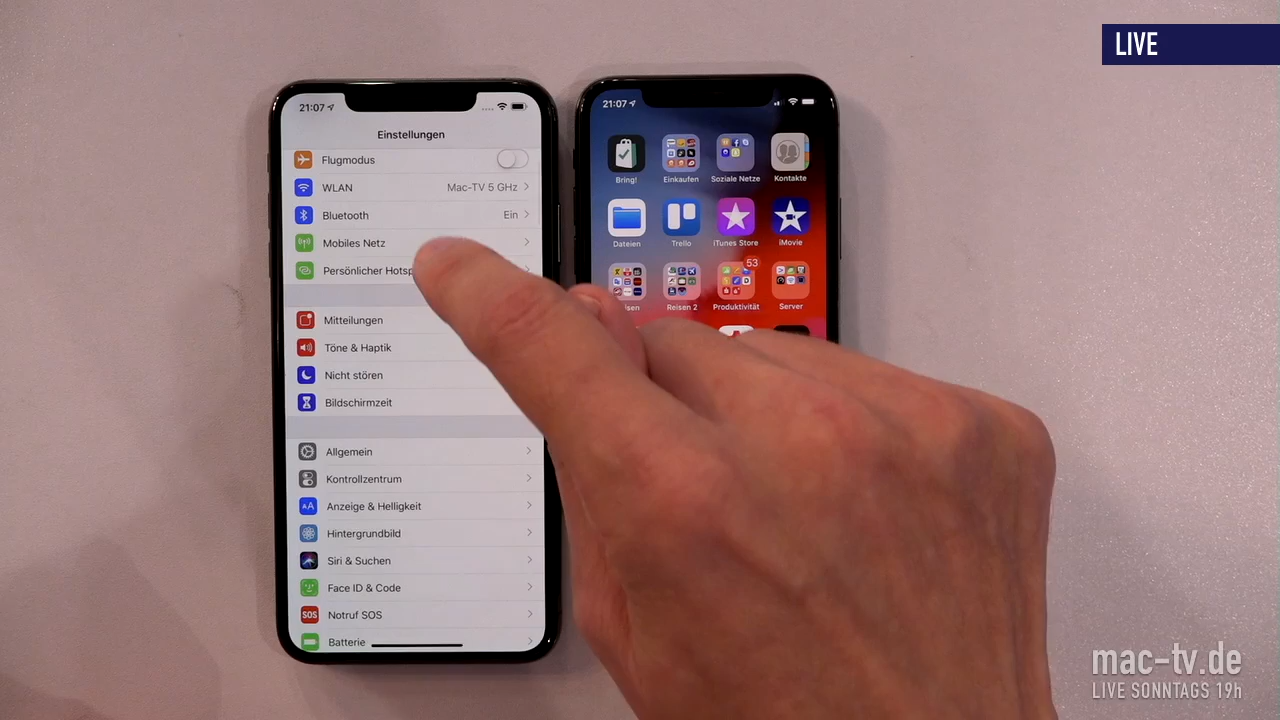 LIVE
21:07
Einstellungen
Flugmodus
WLAN Mac-TV 5 GHz
Bluetooth Ein
Mobiles Netz
Persönlicher
Mitteilungen
Töne & Haptik
Nicht stören
Bildschirmzeit
Allgemein
Kontrollzentrum
AA Anzeige & Helligkeit
Hintergrundbild
Siri & Suchen
Face ID & Code
SOS Notruf SOS
Batterie
21:07
Bring! Einkaufen Soziale Netze Kontakte
Dateien Trello iTunes Store iMovie
53
Reisen 2 Produktivität Server
mac-tv.de
LIVE SONNTAGS 19h